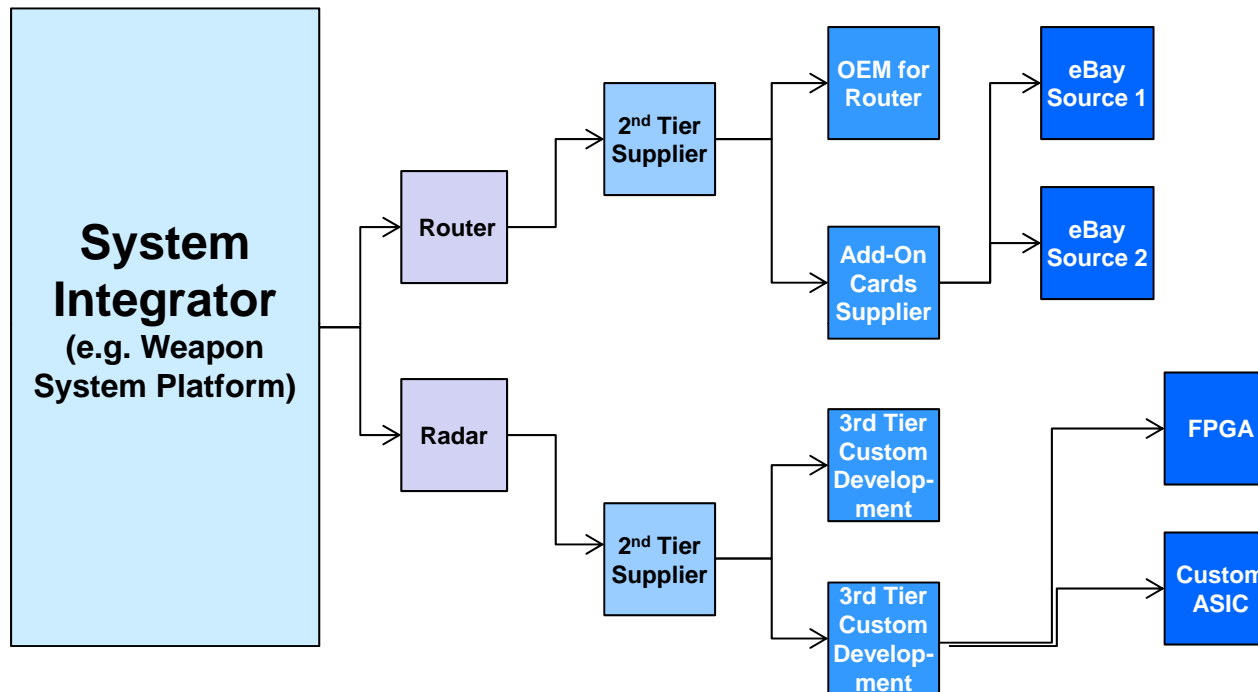 System
Integrator
(e.g. Weapon
System Platform)
Router
Radar
2nd Tier
Supplier
2nd Tier
Supplier
OEM for
Router
Add-On
Cards
Supplier
eBay
Source 1
eBay
Source 2
3rd Tier
Custom
Develop-
ment
3rd Tier
Custom
Develop-
ment
FPGA
Custom
ASIC